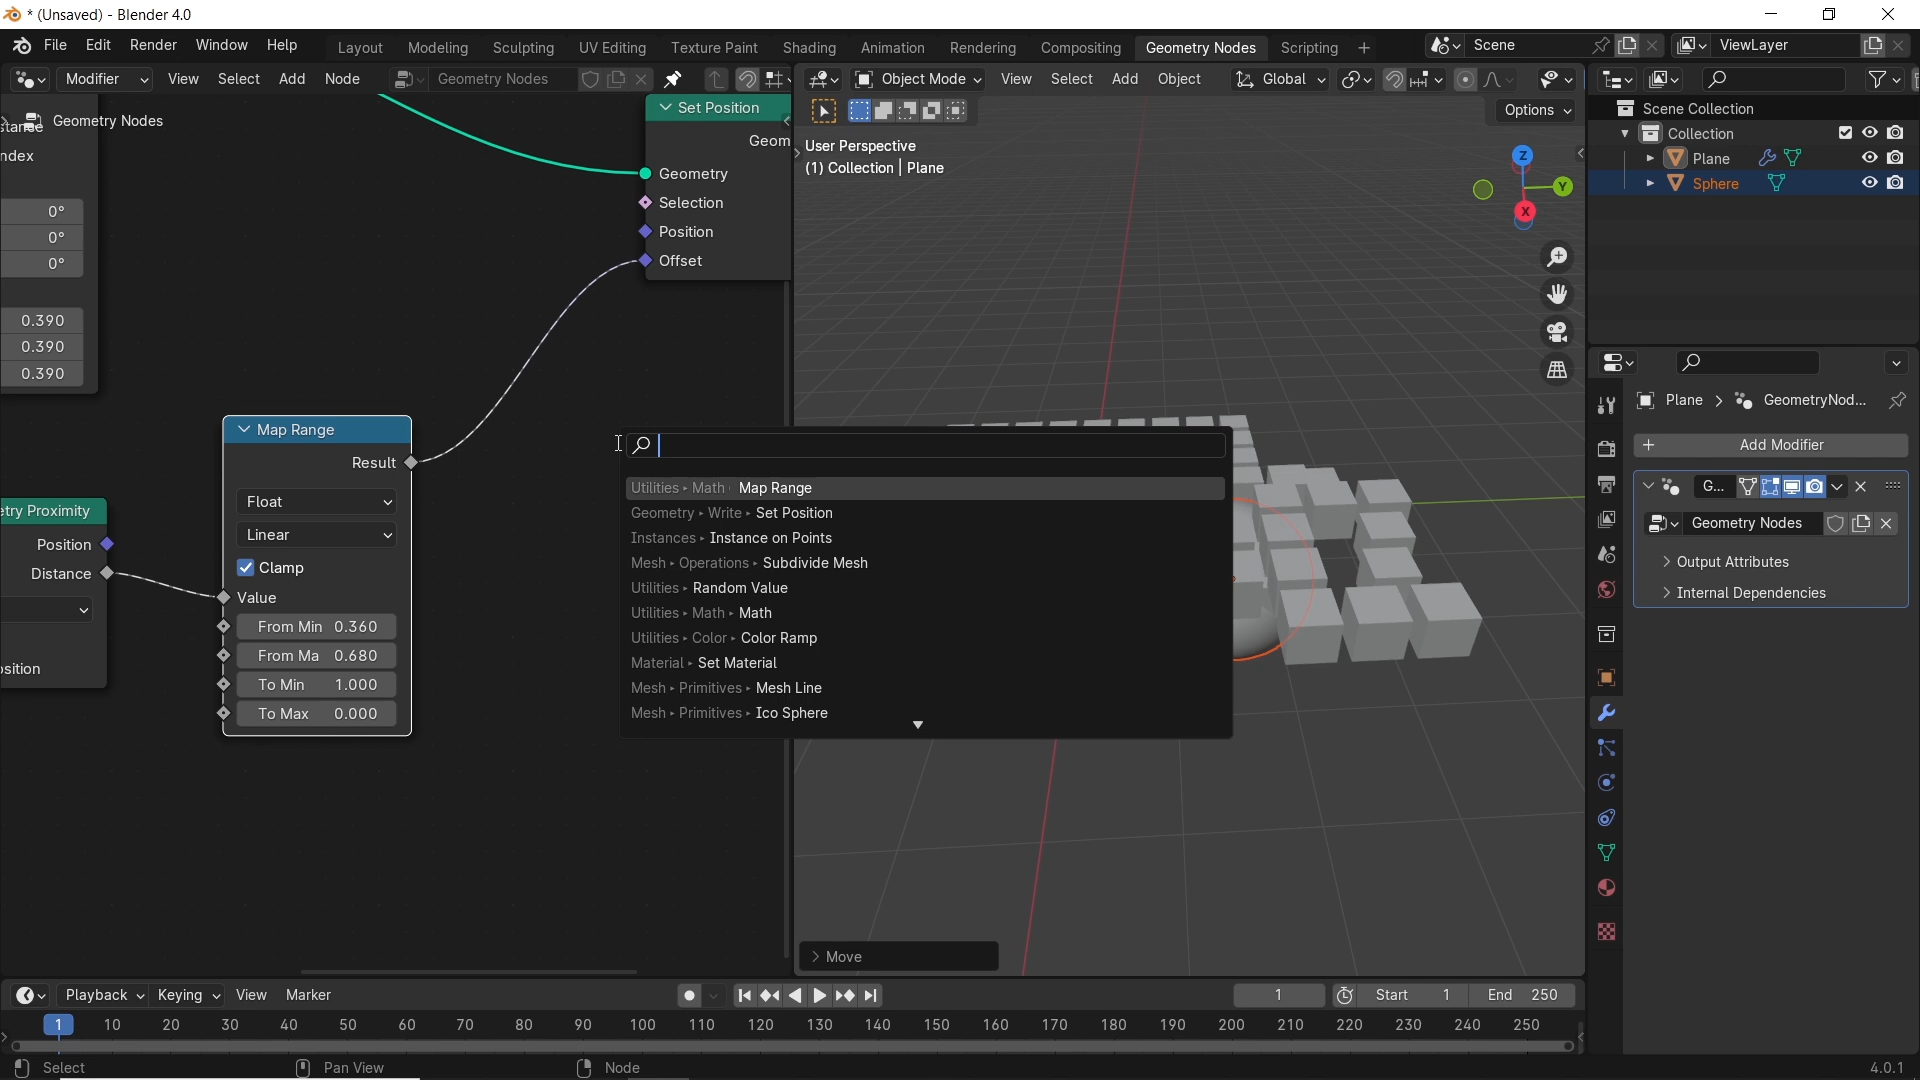 * (Unsaved) - Blender 4.0
File Edit Render Window Help
Layout Modeling Sculpting UV Editing Texture Paint Shading Animation Rendering Compositing Geometry Nodes Scripting +
Scene
ViewLayer
Modifier View Select Add Node Geometry Nodes
Object Mode View Select Add Object Global
Options
Geometry Nodes
stance
ndex
0°
0°
0°
0.390
0.390
0.390
Set Position
Geom
Geometry
Selection
Position
Offset
Map Range
Result
Float
Linear
Clamp
Value
From Min 0.360
From Ma 0.680
To Min 1.000
To Max 0.000
etry Proximity
Position
Distance
sition
Utilities ▸ Math ▸ Map Range
Geometry ▸ Write ▸ Set Position
Instances ▸ Instance on Points
Mesh ▸ Operations ▸ Subdivide Mesh
Utilities ▸ Random Value
Utilities ▸ Math ▸ Math
Utilities ▸ Color ▸ Color Ramp
Material ▸ Set Material
Mesh ▸ Primitives ▸ Mesh Line
Mesh ▸ Primitives ▸ Ico Sphere
User Perspective
(1) Collection | Plane
Z
Y
X
Move
Scene Collection
Collection
Plane
Sphere
Plane > GeometryNod...
+ Add Modifier
G...
Geometry Nodes
Output Attributes
Internal Dependencies
Playback Keying View Marker
1 Start 1 End 250
1 10 20 30 40 50 60 70 80 90 100 110 120 130 140 150 160 170 180 190 200 210 220 230 240 250
Select Pan View Node 4.0.1